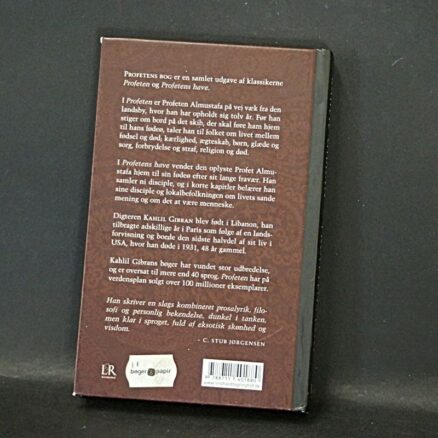 PROFETENS BOG er en samlet udgave af klassikerne
Profeten og Profetens have.
I Profeten er Profeten Almustafa på vej væk fra den
landsby, hvor han har opholdt sig tolv år. Før han
stiger om bord på det skib, der skal føre ham hjem
til hans fødeø, taler han til folket om livet mellem
fødsel og død; kærlighed, ægteskab, børn, glæde og
sorg, forbrydelse og straf, religion og død.
I Profetens have vender den oplyste Profet Almu-
stafa hjem til sin fødeø efter sit lange fravær. Han
samler ni disciple, og i korte kapitler belærer han
sine disciple og lokalbefolkningen om livets sande
mening og om det at være menneske.
Digteren KAHLIL GIBRAN blev født i Libanon, han
tilbragte adskillige år i Paris som følge af en lands-
forvisning og boede den sidste halvdel af sit liv i
USA, hvor han døde i 1931, 48 år gammel.
Kahlil Gibrans bøger har vundet stor udbredelse,
og er oversat til mere end 40 sprog. Profeten har på
verdensplan solgt over 100 millioner eksemplarer.
Han skriver en slags kombineret prosalyrik, filo-
sofi og personlig bekendelse, dunkel i tanken,
men klar i sproget, fuld af eksotisk skønhed og
visdom.
- C. STUB JØRGENSEN
LR
bøger & papir